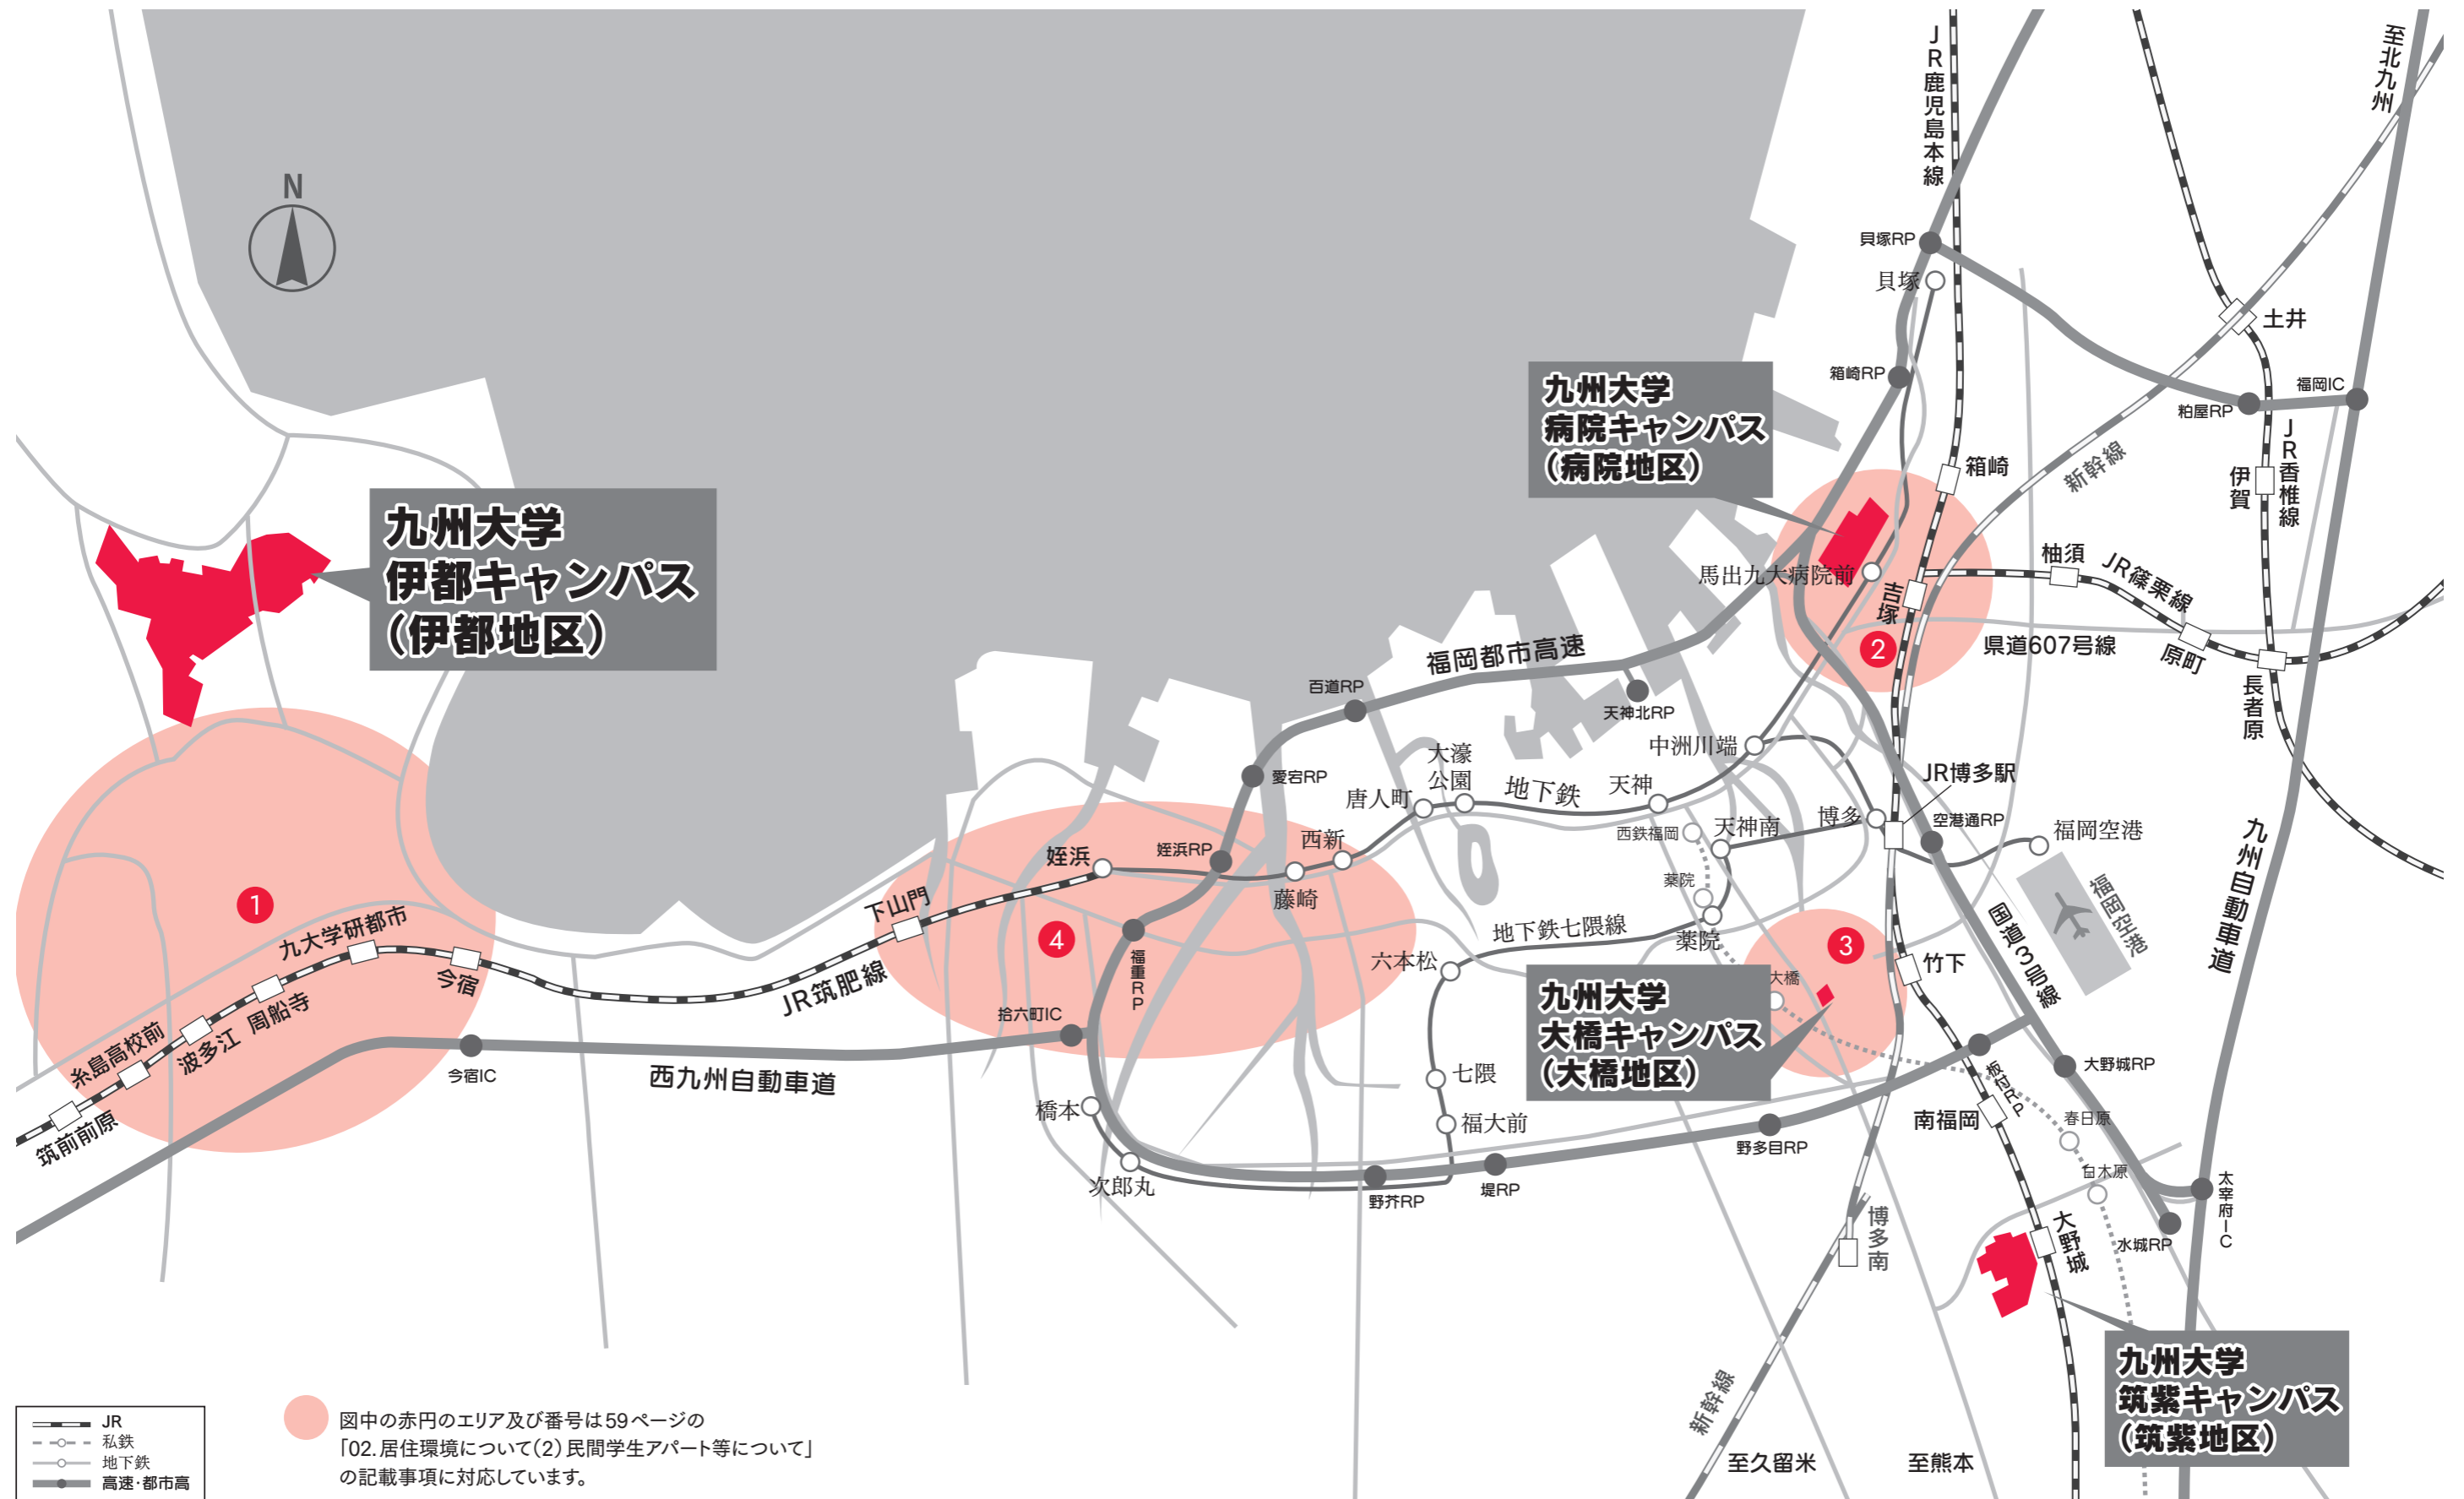 N
JR鹿児島本線
至北九州
貝塚RP
貝塚
土井
箱崎RP
福岡IC
粕屋RP
九州大学
病院キャンパス
（病院地区）
箱崎
新幹線
伊賀
JR香椎線
九州大学
伊都キャンパス
（伊都地区）
馬出九大病院前
吉塚
柚須
JR篠栗線
2
県道607号線
原町
長者原
福岡都市高速
百道RP
天神北RP
中洲川端
JR博多駅
愛宕RP
大濠
公園
唐人町
地下鉄
天神
西鉄福岡
天神南
博多
空港通RP
福岡空港
姪浜
姪浜RP
西新
藤崎
薬院
薬院
福岡空港
九州自動車道
1
九大学研都市
今宿
下山門
4
福重RP
地下鉄七隈線
六本松
3
竹下
国道3号線
JR筑肥線
糸島高校前
波多江
周船寺
筑前前原
今宿IC
西九州自動車道
拾六町IC
九州大学
大橋キャンパス
（大橋地区）
大橋
七隈
福大前
橋本
次郎丸
野芥RP
堤RP
野多目RP
板付RP
大野城RP
南福岡
春日原
白木原
太宰府IC
水城RP
大野城
博多南
九州大学
筑紫キャンパス
（筑紫地区）
新幹線
至久留米
至熊本
JR
私鉄
地下鉄
高速・都市高
図中の赤円のエリア及び番号は59ページの
「02.居住環境について（2）民間学生アパート等について」
の記載事項に対応しています。